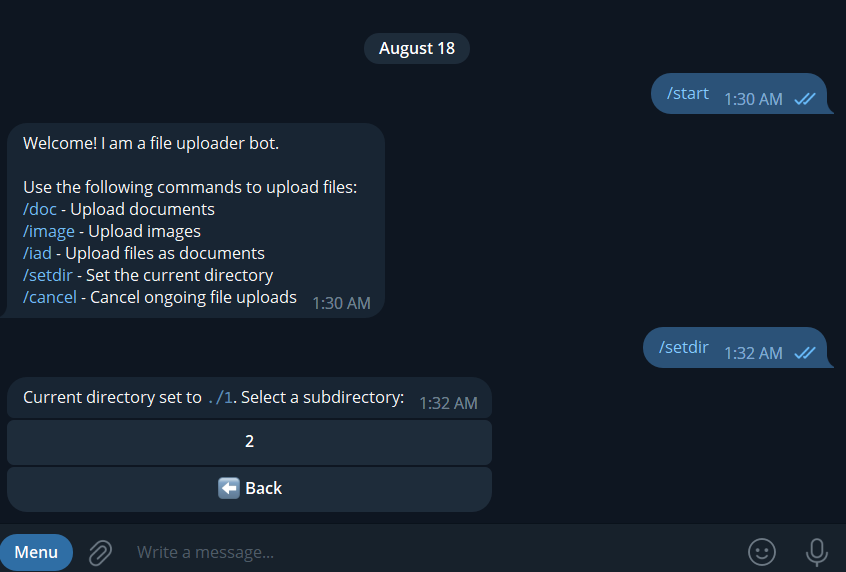 August 18
/start 1:30 AM
Welcome! I am a file uploader bot.
Use the following commands to upload files:
/doc - Upload documents
/image - Upload images
/iad - Upload files as documents
/setdir - Set the current directory
/cancel - Cancel ongoing file uploads 1:30 AM
/setdir 1:32 AM
Current directory set to ./1. Select a subdirectory: 1:32 AM
2
Back
Menu Write a message...